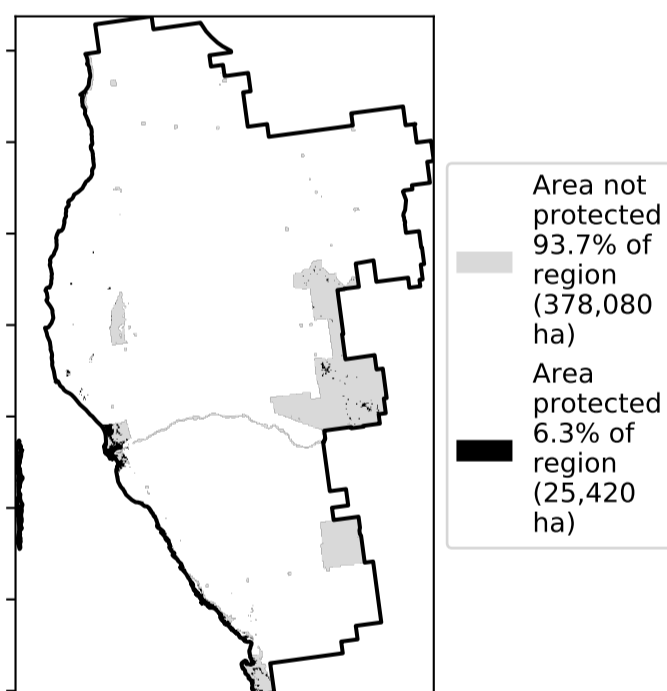 Area not
protected
93.7% of
region
(378,080
ha)
Area
protected
6.3% of
region
(25,420
ha)